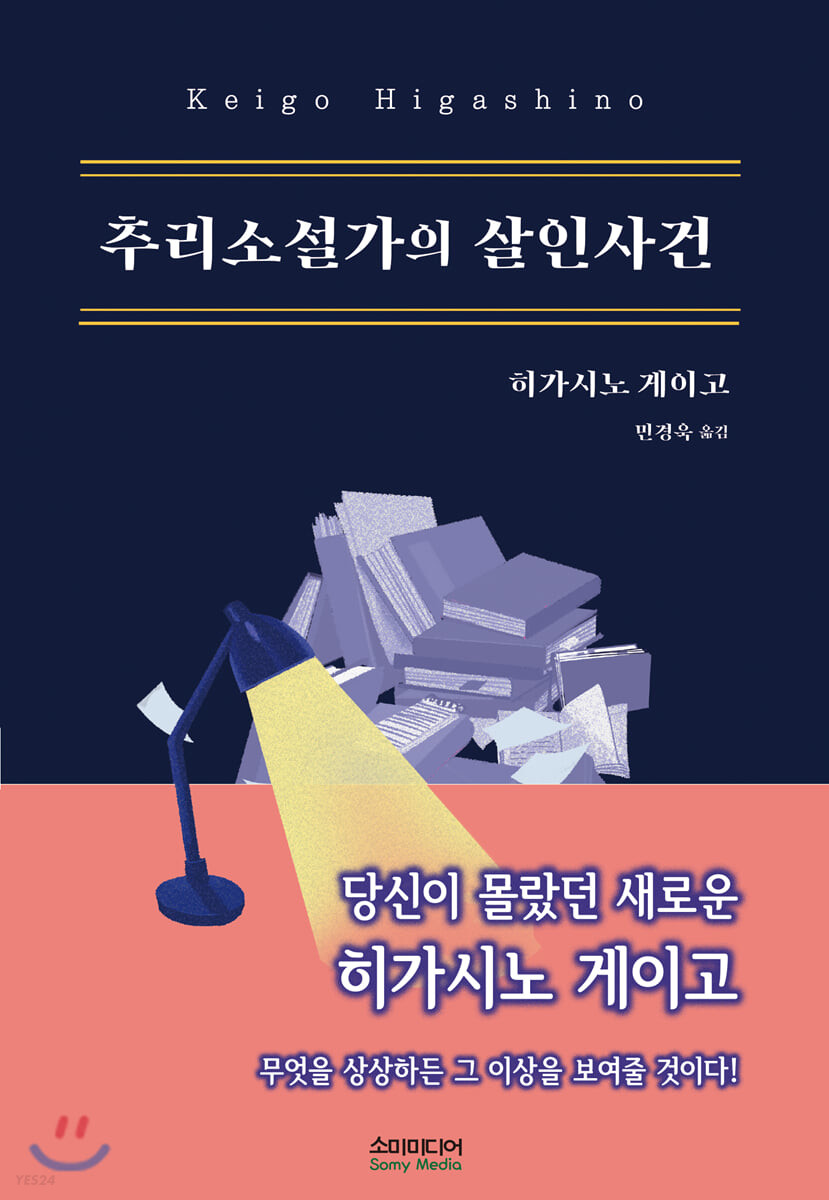 Keigo Higashino
추리소설가의 살인사건
히가시노 게이고
민경욱 옮김
당신이 몰랐던 새로운
히가시노 게이고
무엇을 상상하든 그 이상을 보여줄 것이다!
소미미디어
Somy Media
YES24